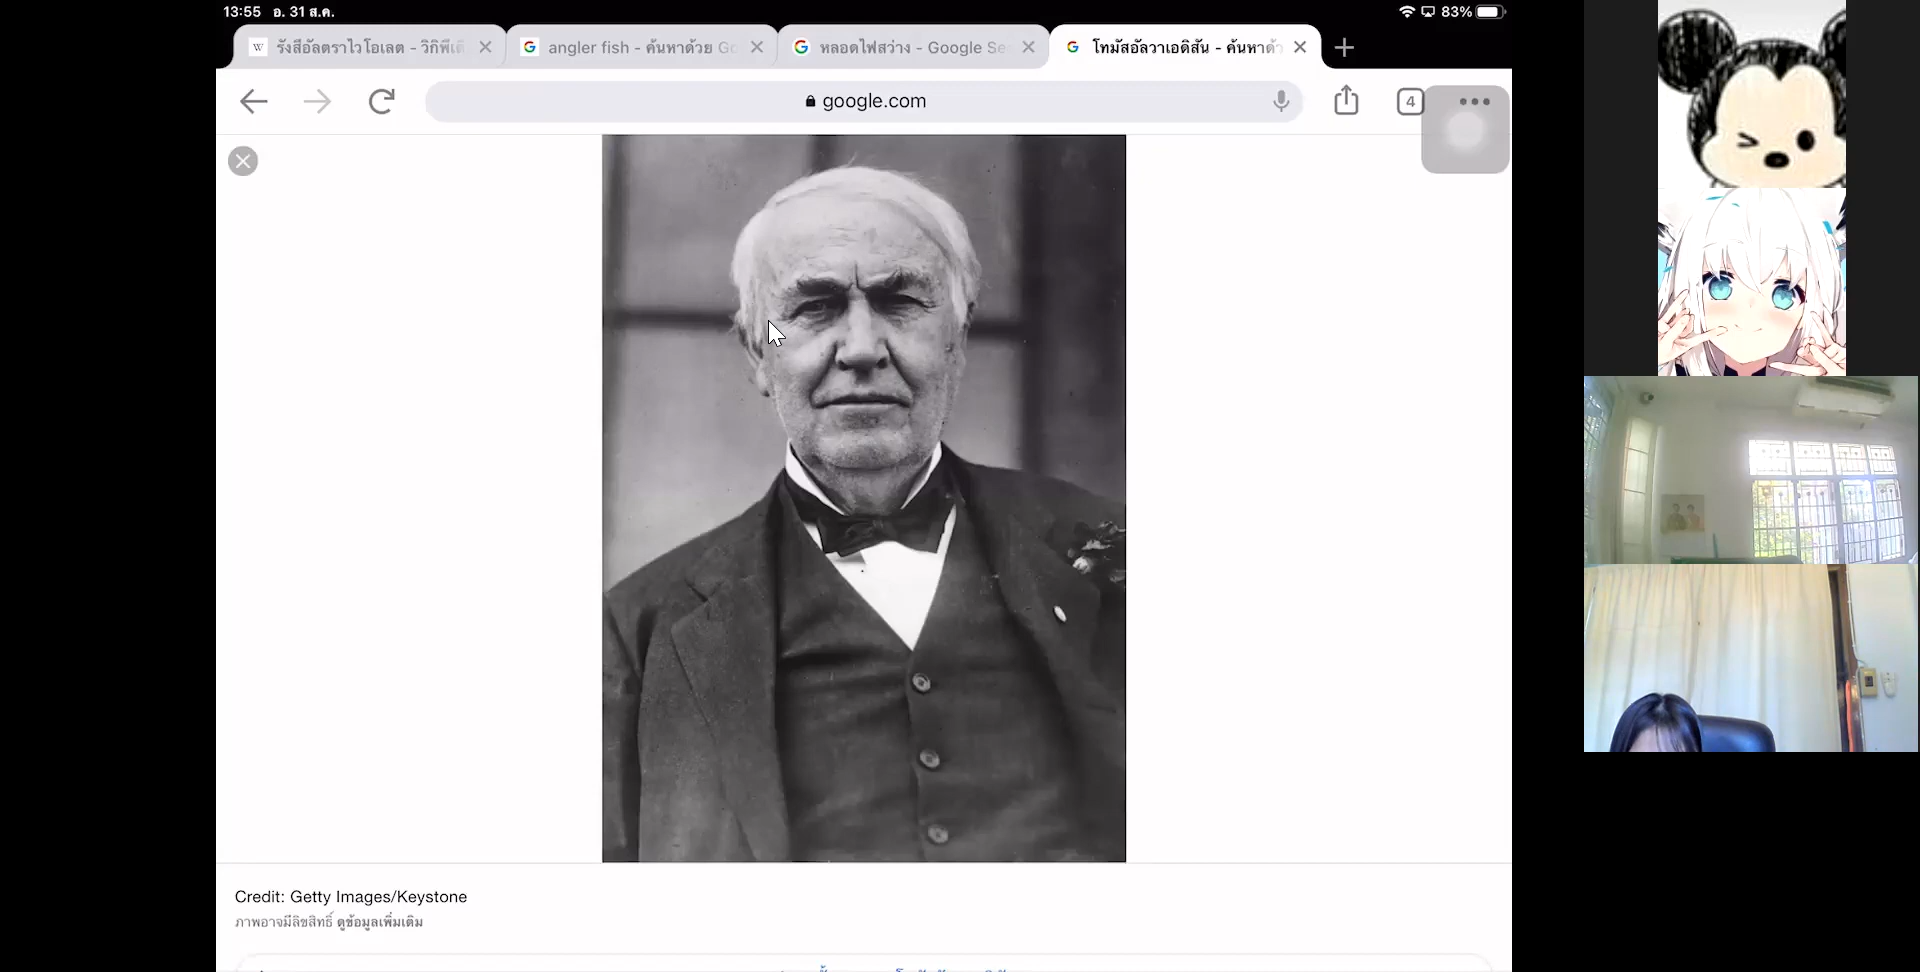 13:55 อ. 31 ส.ค.
83%
W รังสีอัลตราไวโอเลต - วิกิพีเดี
angler fish - ค้นหาด้วย Go
หลอดไฟสว่าง - Google Se
โทมัสอัลวาเอดิสัน - ค้นหาด้ว
google.com
4
Credit: Getty Images/Keystone
ภาพอาจมีลิขสิทธิ์ ดูข้อมูลเพิ่มเติม